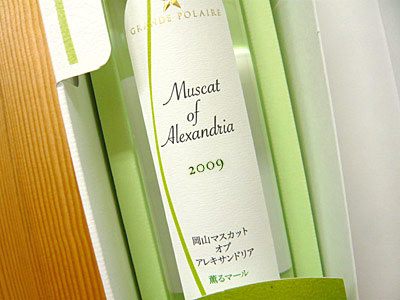 GRANDE POLAIRE
Muscat
of
Alexandria
2009
岡山マスカット
オブ
アレキサンドリア
薫るマール